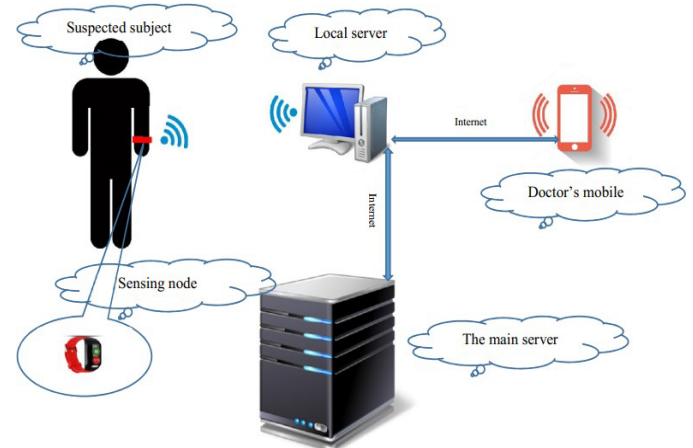 Suspected subject
Local server
Internet
Doctor's mobile
Internet
Sensing node
The main server